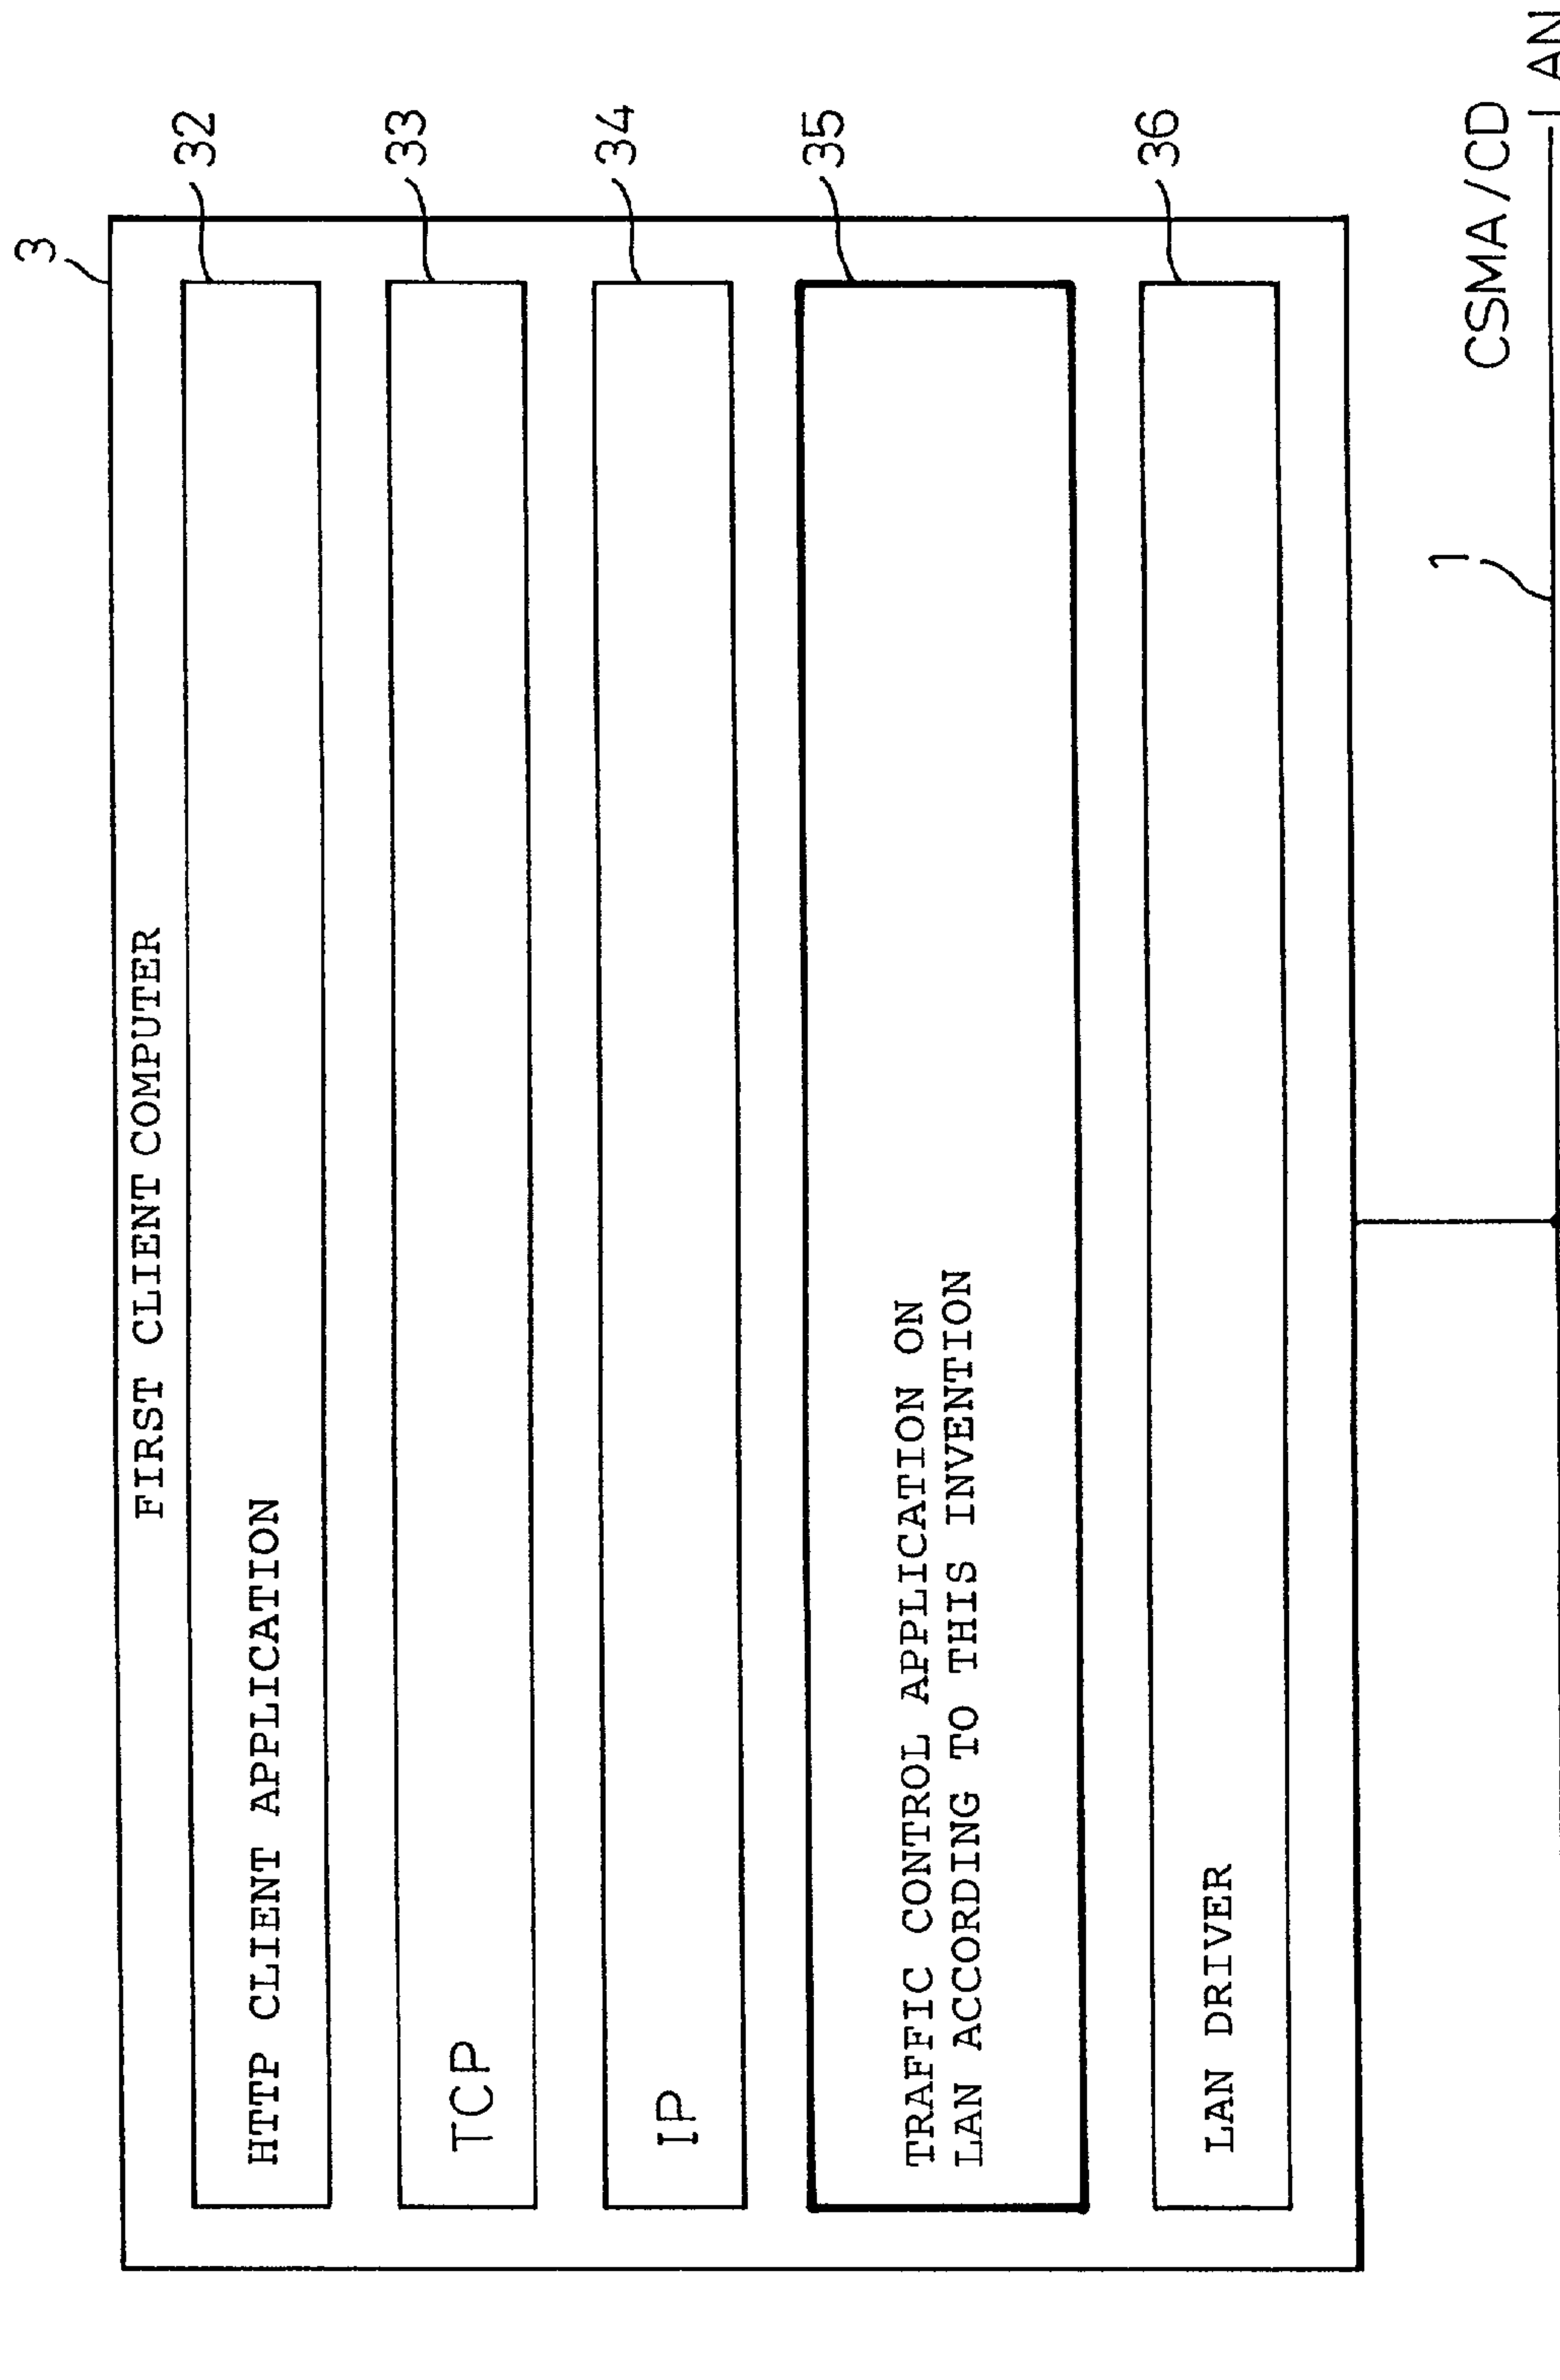 3
FIRST CLIENT COMPUTER
HTTP CLIENT APPLICATION
32
TCP
33
IP
34
TRAFFIC CONTROL APPLICATION ON
LAN ACCORDING TO THIS INVENTION
35
LAN DRIVER
36
1
CSMA/CD
LAN